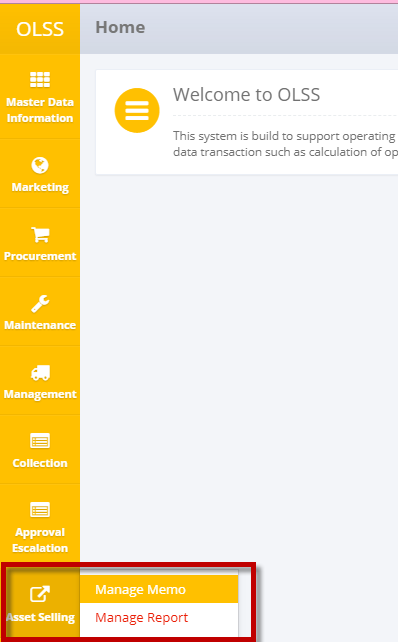 OLSS
Home
Master Data
Information
Marketing
Procurement
Maintenance
Management
Collection
Approval
Escalation
Asset Selling
Welcome to OLSS
This system is build to support operating
data transaction such as calculation of op
Manage Memo
Manage Report